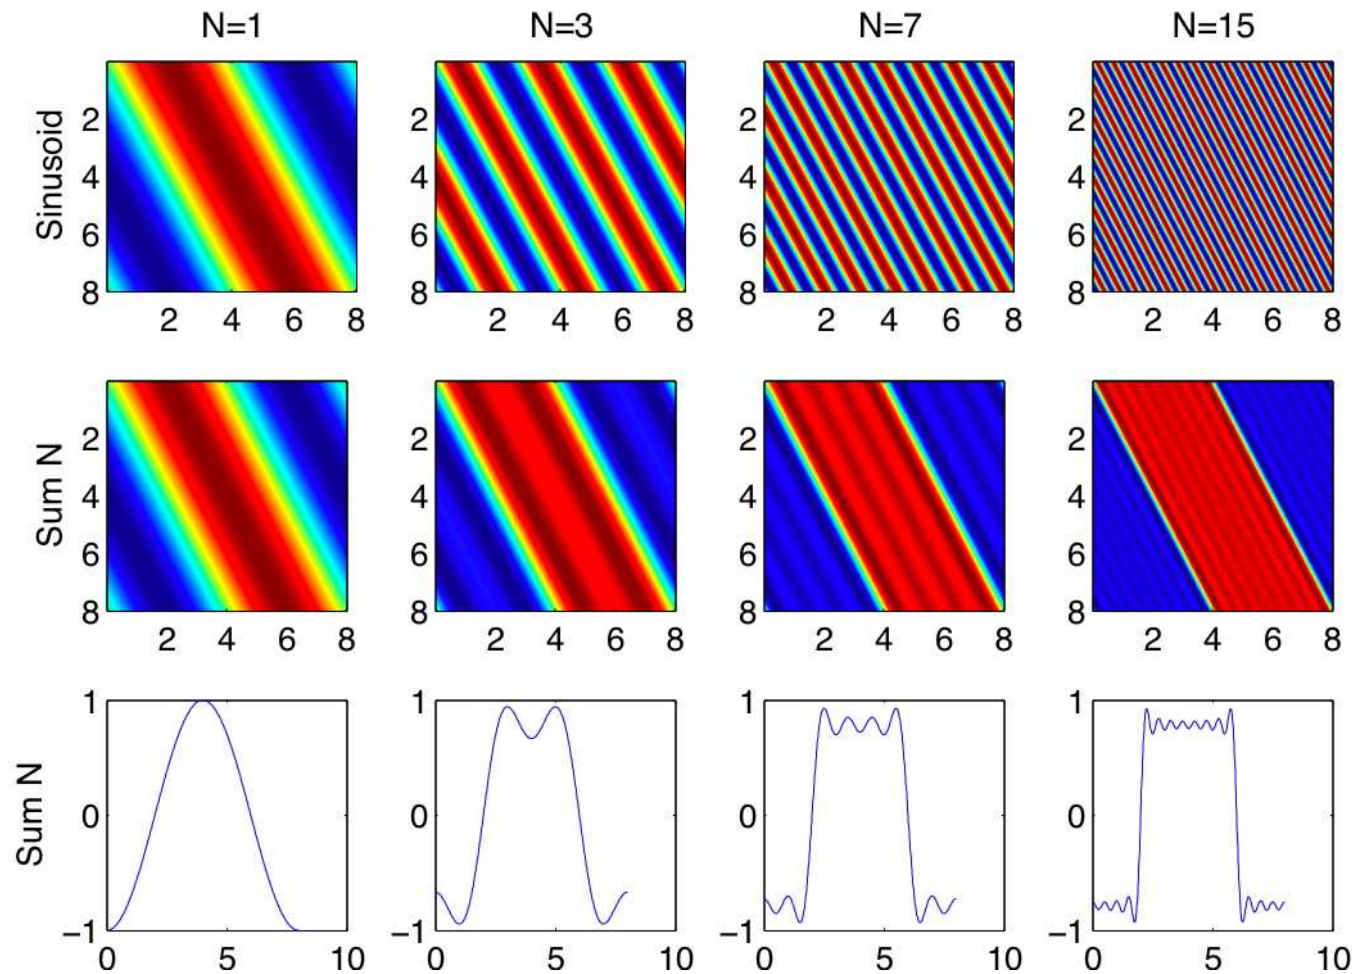 N=1 N=3 N=7 N=15
Sinusoid
2 2 2 2
4 4 4 4
6 6 6 6
8 8 8 8
2 4 6 8 2 4 6 8 2 4 6 8 2 4 6 8
Sum N
2 2 2 2
4 4 4 4
6 6 6 6
8 8 8 8
2 4 6 8 2 4 6 8 2 4 6 8 2 4 6 8
Sum N
1 1 1 1
0 0 0 0
−1 −1 −1 −1
0 5 10 0 5 10 0 5 10 0 5 10